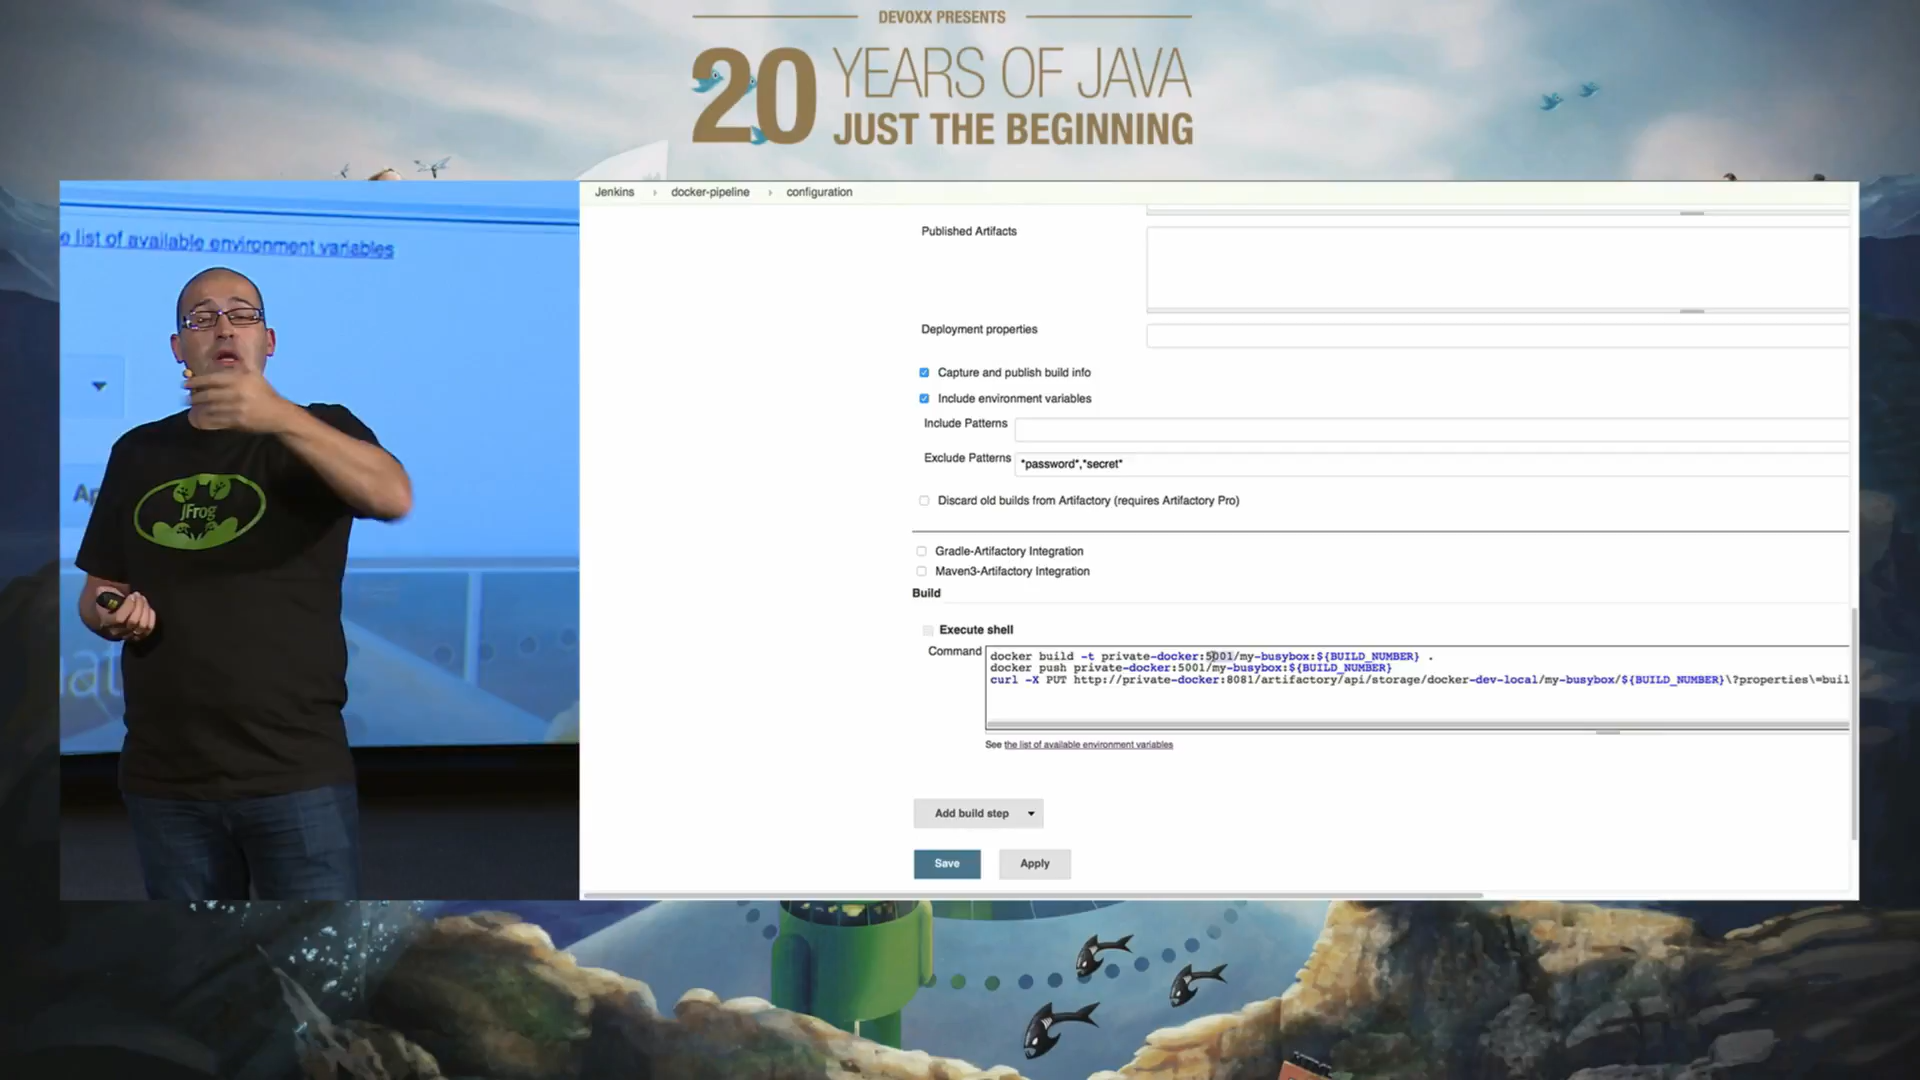 DEVOXX PRESENTS
20 YEARS OF JAVA
JUST THE BEGINNING
Jenkins › docker-pipeline › configuration
e list of available environment variables
Ap
jFrog
Published Artifacts
Deployment properties
Capture and publish build info
Include environment variables
Include Patterns
Exclude Patterns *password*,*secret*
Discard old builds from Artifactory (requires Artifactory Pro)
Gradle-Artifactory Integration
Maven3-Artifactory Integration
Build
Execute shell
Command
docker build -t private-docker:5001/my-busybox:${BUILD_NUMBER} .
docker push private-docker:5001/my-busybox:${BUILD_NUMBER}
curl -X PUT http://private-docker:8081/artifactory/api/storage/docker-dev-local/my-busybox/${BUILD_NUMBER}\?properties\=buil
See the list of available environment variables
Add build step
Save Apply